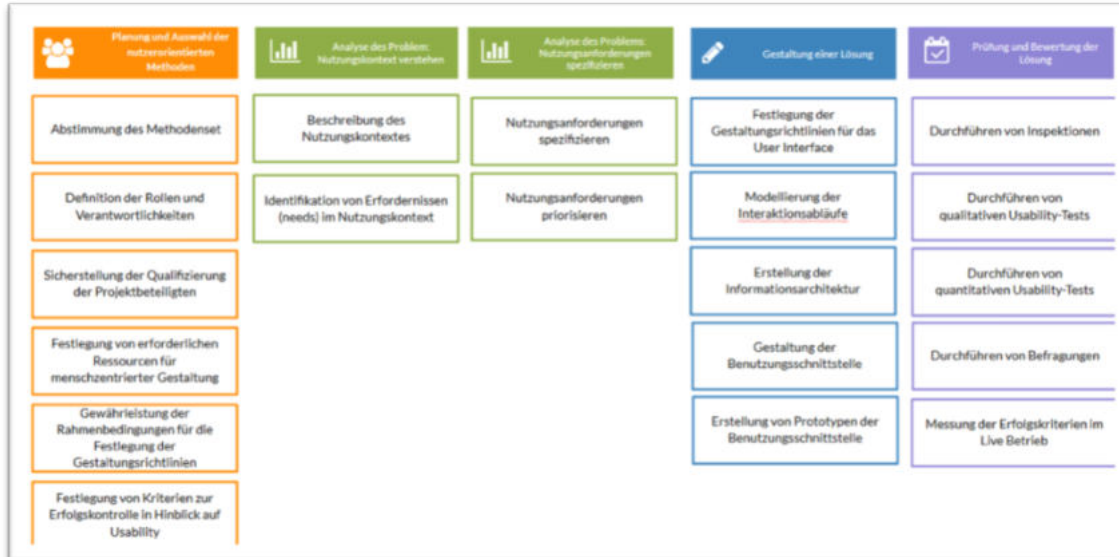 Planung und Auswahl der
nutzerorientierten
Methoden
Abstimmung des Methodenset
Definition der Rollen und
Verantwortlichkeiten
Sicherstellung der Qualifizierung
der Projektbeteiligten
Festlegung von erforderlichen
Ressourcen für
menschzentrierter Gestaltung
Gewährleistung der
Rahmenbedingungen für die
Festlegung der
Gestaltungsrichtlinien
Festlegung von Kriterien zur
Erfolgskontrolle in Hinblick auf
Usability
Analyse des Problem:
Nutzungskontext verstehen
Beschreibung des
Nutzungskontextes
Identifikation von Erfordernissen
(needs) im Nutzungskontext
Analyse des Problems:
Nutzungsanforderungen
spezifizieren
Nutzungsanforderungen
spezifizieren
Nutzungsanforderungen
priorisieren
Gestaltung einer Lösung
Festlegung der
Gestaltungsrichtlinien für das
User Interface
Modellierung der
Interaktionsabläufe
Erstellung der
Informationsarchitektur
Gestaltung der
Benutzungsschnittstelle
Erstellung von Prototypen der
Benutzungsschnittstelle
Prüfung und Bewertung der
Lösung
Durchführen von Inspektionen
Durchführen von
qualitativen Usability-Tests
Durchführen von
quantitativen Usability-Tests
Durchführen von Befragungen
Messung der Erfolgskriterien im
Live Betrieb